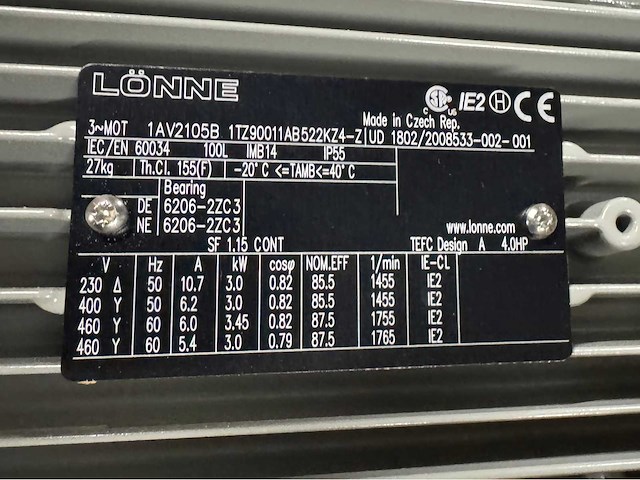 LÖNNE
c SA us IE2 H CE
Made in Czech Rep.
3~MOT 1AV2105B 1TZ90011AB522KZ4-Z UD 1802/2008533-002-001
IEC/EN 60034 100L IMB14 IP55
27kg Th.Cl. 155(F) -20°C <=TAMB<=40°C
Bearing
DE 6206-2ZC3
NE 6206-2ZC3
www.lonne.com
SF 1.15 CONT TEFC Design A 4.0HP
V Hz A kW cosφ NOM.EFF 1/min IE-CL
230 Δ 50 10.7 3.0 0.82 85.5 1455 IE2
400 Y 50 6.2 3.0 0.82 85.5 1455 IE2
460 Y 60 6.0 3.45 0.82 87.5 1755 IE2
460 Y 60 5.4 3.0 0.79 87.5 1765 IE2